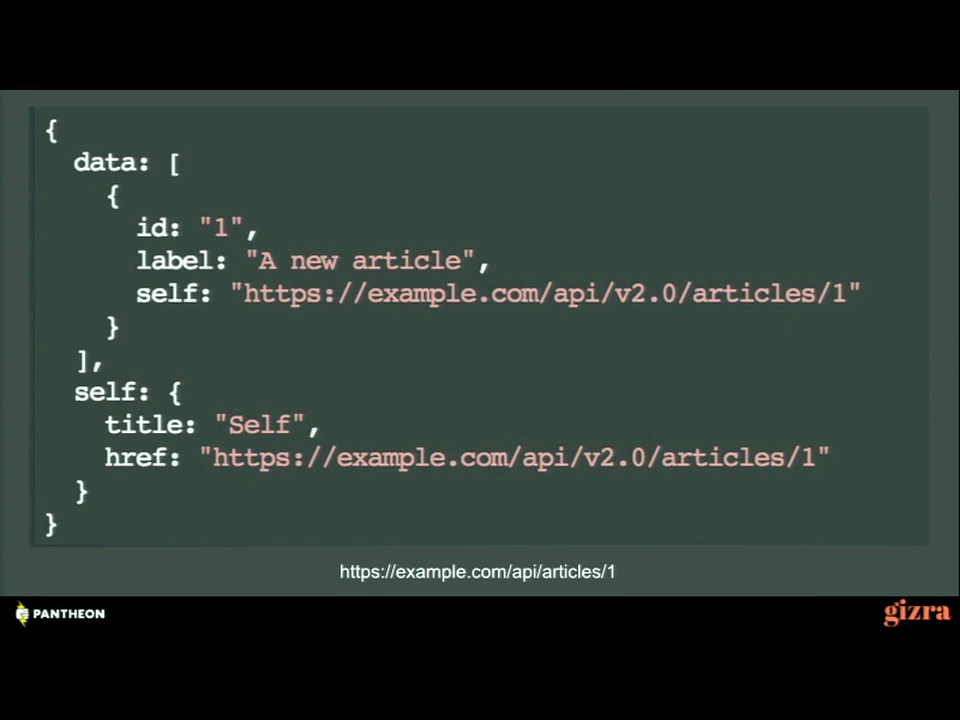 {
data: [
{
id: "1",
label: "A new article",
self: "https://example.com/api/v2.0/articles/1"
}
],
self: {
title: "Self",
href: "https://example.com/api/v2.0/articles/1"
}
}
https://example.com/api/articles/1
PANTHEON
gizra